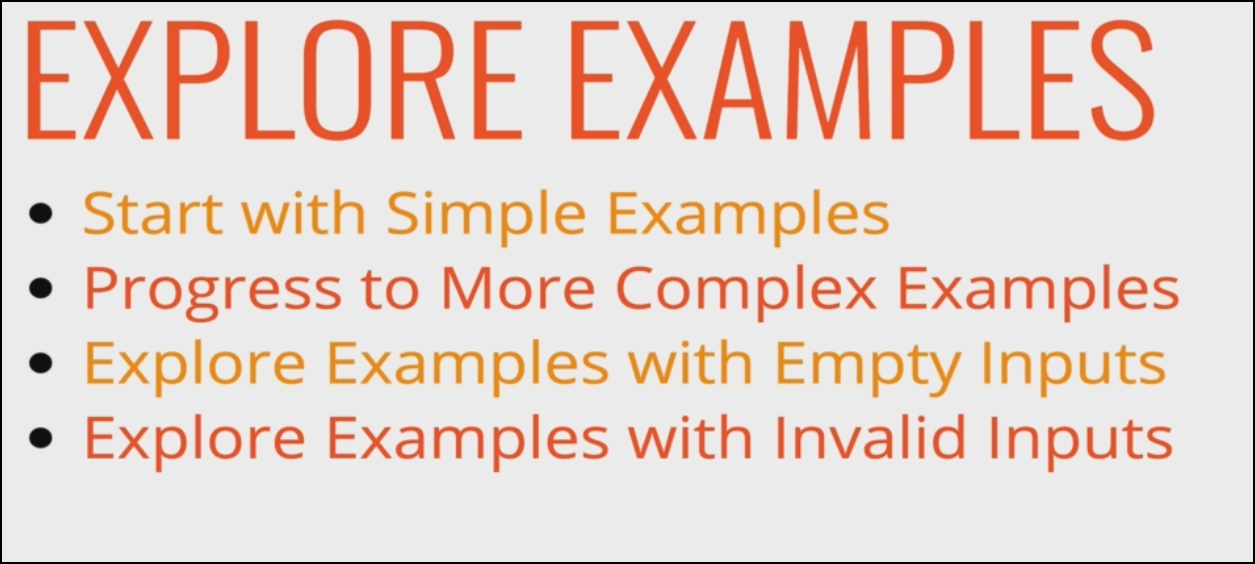 EXPLORE EXAMPLES
• Start with Simple Examples
• Progress to More Complex Examples
• Explore Examples with Empty Inputs
• Explore Examples with Invalid Inputs